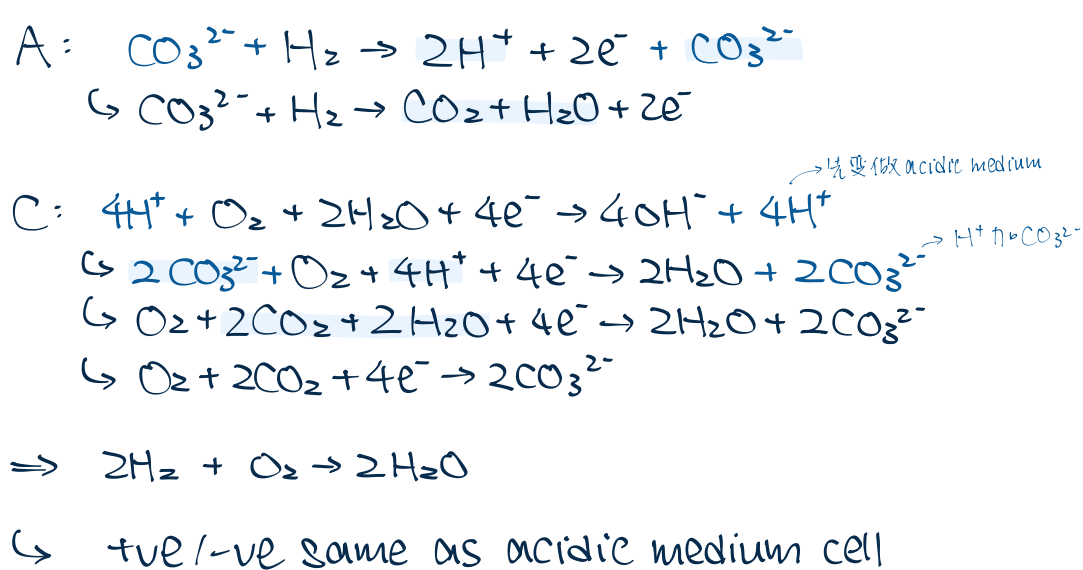 A: CO₃²⁻ + H₂ → 2H⁺ + 2e⁻ + CO₃²⁻
↳ CO₃²⁻ + H₂ → CO₂ + H₂O + 2e⁻
→ 先变做 acidic medium
C: 4H⁺ + O₂ + 2H₂O + 4e⁻ → 4OH⁻ + 4H⁺
→ H⁺ 加 CO₃²⁻
↳ 2CO₃²⁻ + O₂ + 4H⁺ + 4e⁻ → 2H₂O + 2CO₃²⁻
↳ O₂ + 2CO₂ + 2H₂O + 4e⁻ → 2H₂O + 2CO₃²⁻
↳ O₂ + 2CO₂ + 4e⁻ → 2CO₃²⁻
⇒ 2H₂ + O₂ → 2H₂O
↳ +ve/-ve same as acidic medium cell